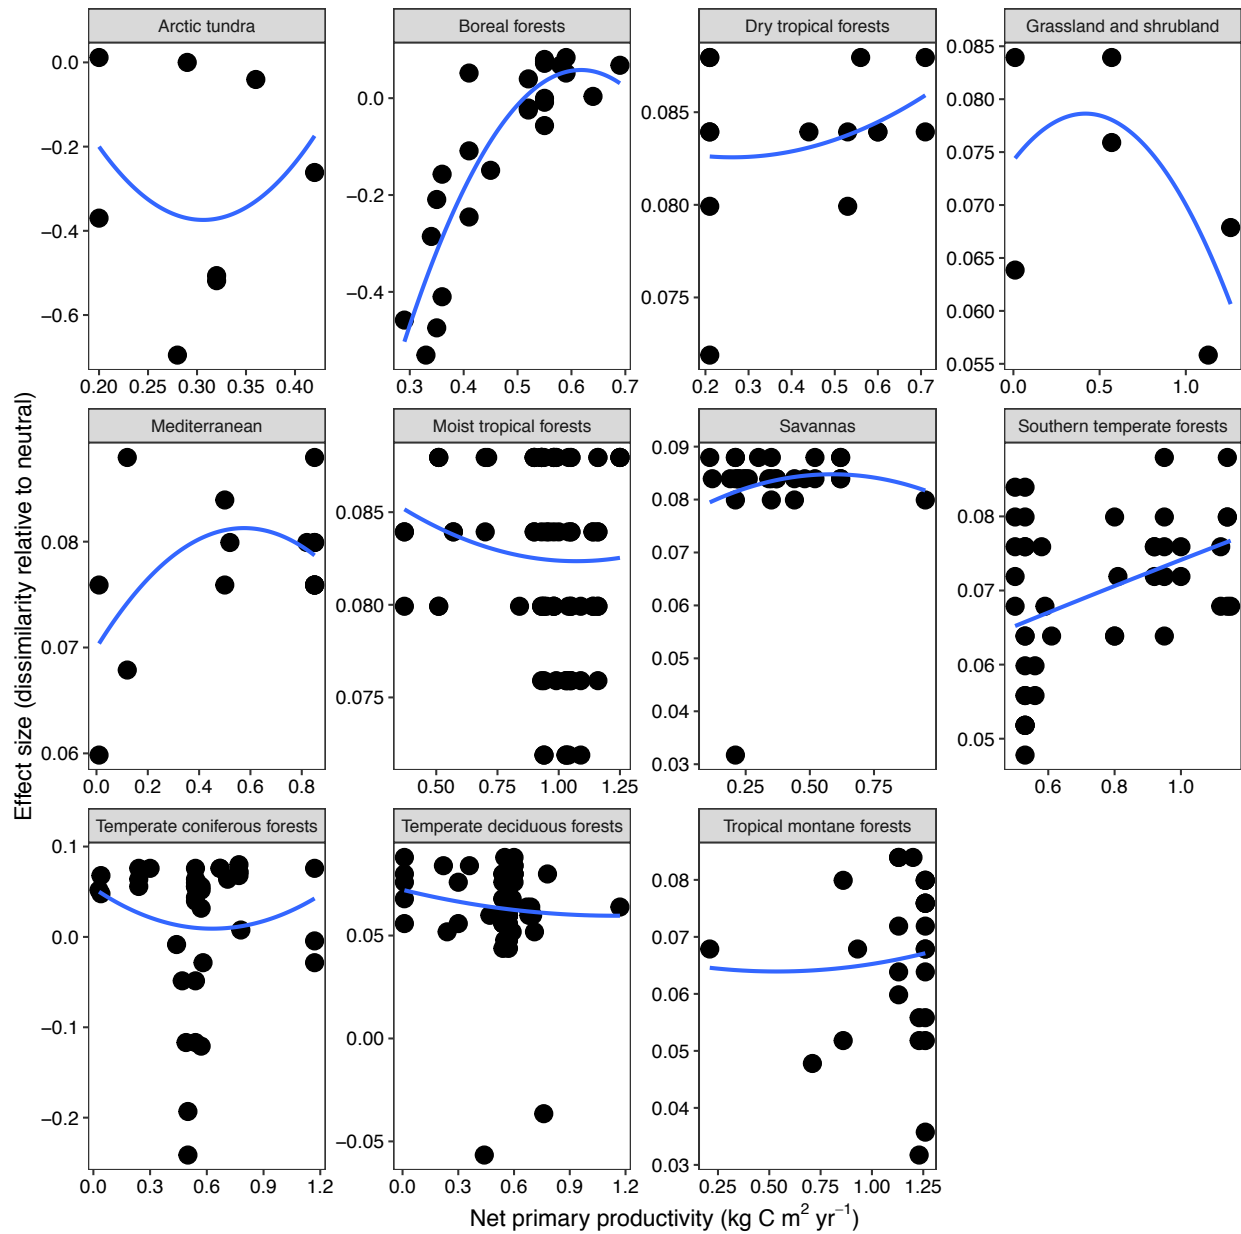 Arctic tundra
Boreal forests
Dry tropical forests
Grassland and shrubland
0.0
−0.2
−0.4
−0.6
0.20 0.25 0.30 0.35 0.40
0.0
−0.2
−0.4
0.3 0.4 0.5 0.6 0.7
0.085
0.080
0.075
0.2 0.3 0.4 0.5 0.6 0.7
0.085
0.080
0.075
0.070
0.065
0.060
0.055
0.0 0.5 1.0
Mediterranean
Moist tropical forests
Savannas
Southern temperate forests
0.08
0.07
0.06
0.0 0.2 0.4 0.6 0.8
0.085
0.080
0.075
0.50 0.75 1.00 1.25
0.09
0.08
0.07
0.06
0.05
0.04
0.03
0.25 0.50 0.75
0.08
0.07
0.06
0.05
0.6 0.8 1.0
Temperate coniferous forests
Temperate deciduous forests
Tropical montane forests
0.1
0.0
−0.1
−0.2
0.0 0.3 0.6 0.9 1.2
0.05
0.00
−0.05
0.0 0.3 0.6 0.9 1.2
0.08
0.07
0.06
0.05
0.04
0.03
0.25 0.50 0.75 1.00 1.25
Effect size (dissimilarity relative to neutral)
Net primary productivity (kg C m² yr⁻¹)